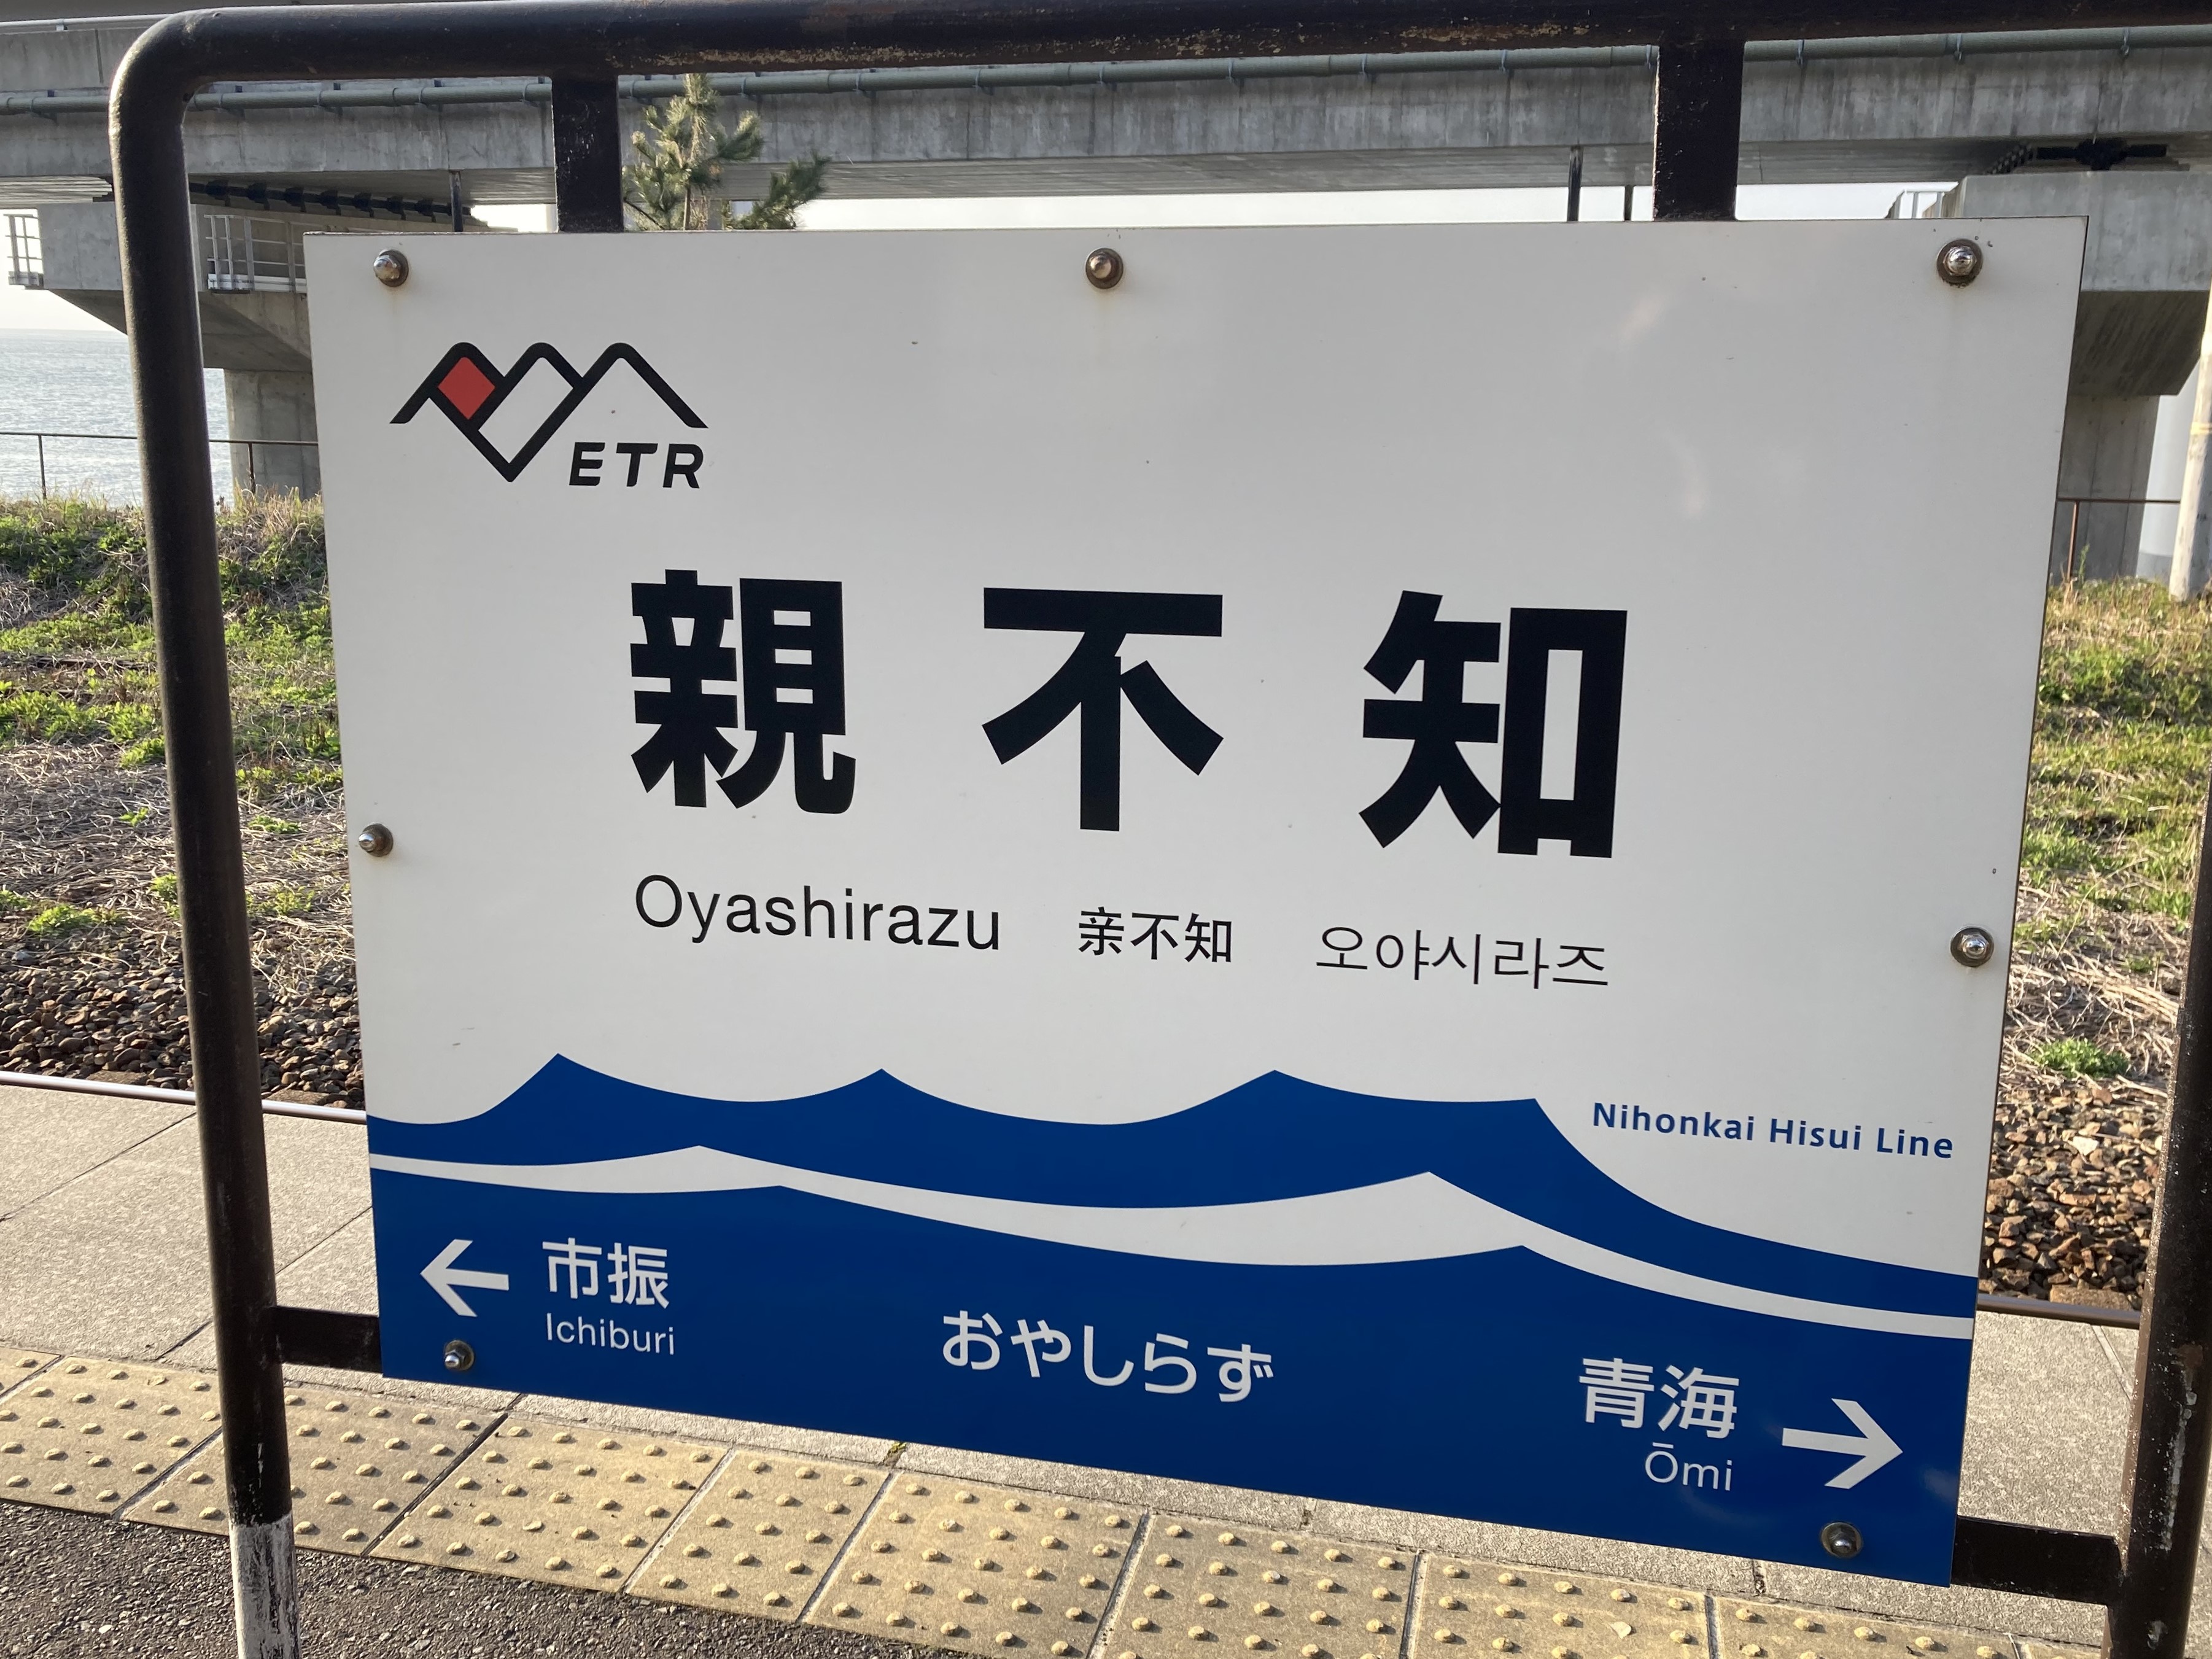 ETR
親不知
Oyashirazu 亲不知 오야시라즈
Nihonkai Hisui Line
← 市振
Ichiburi
おやしらず
青海 →
Ōmi